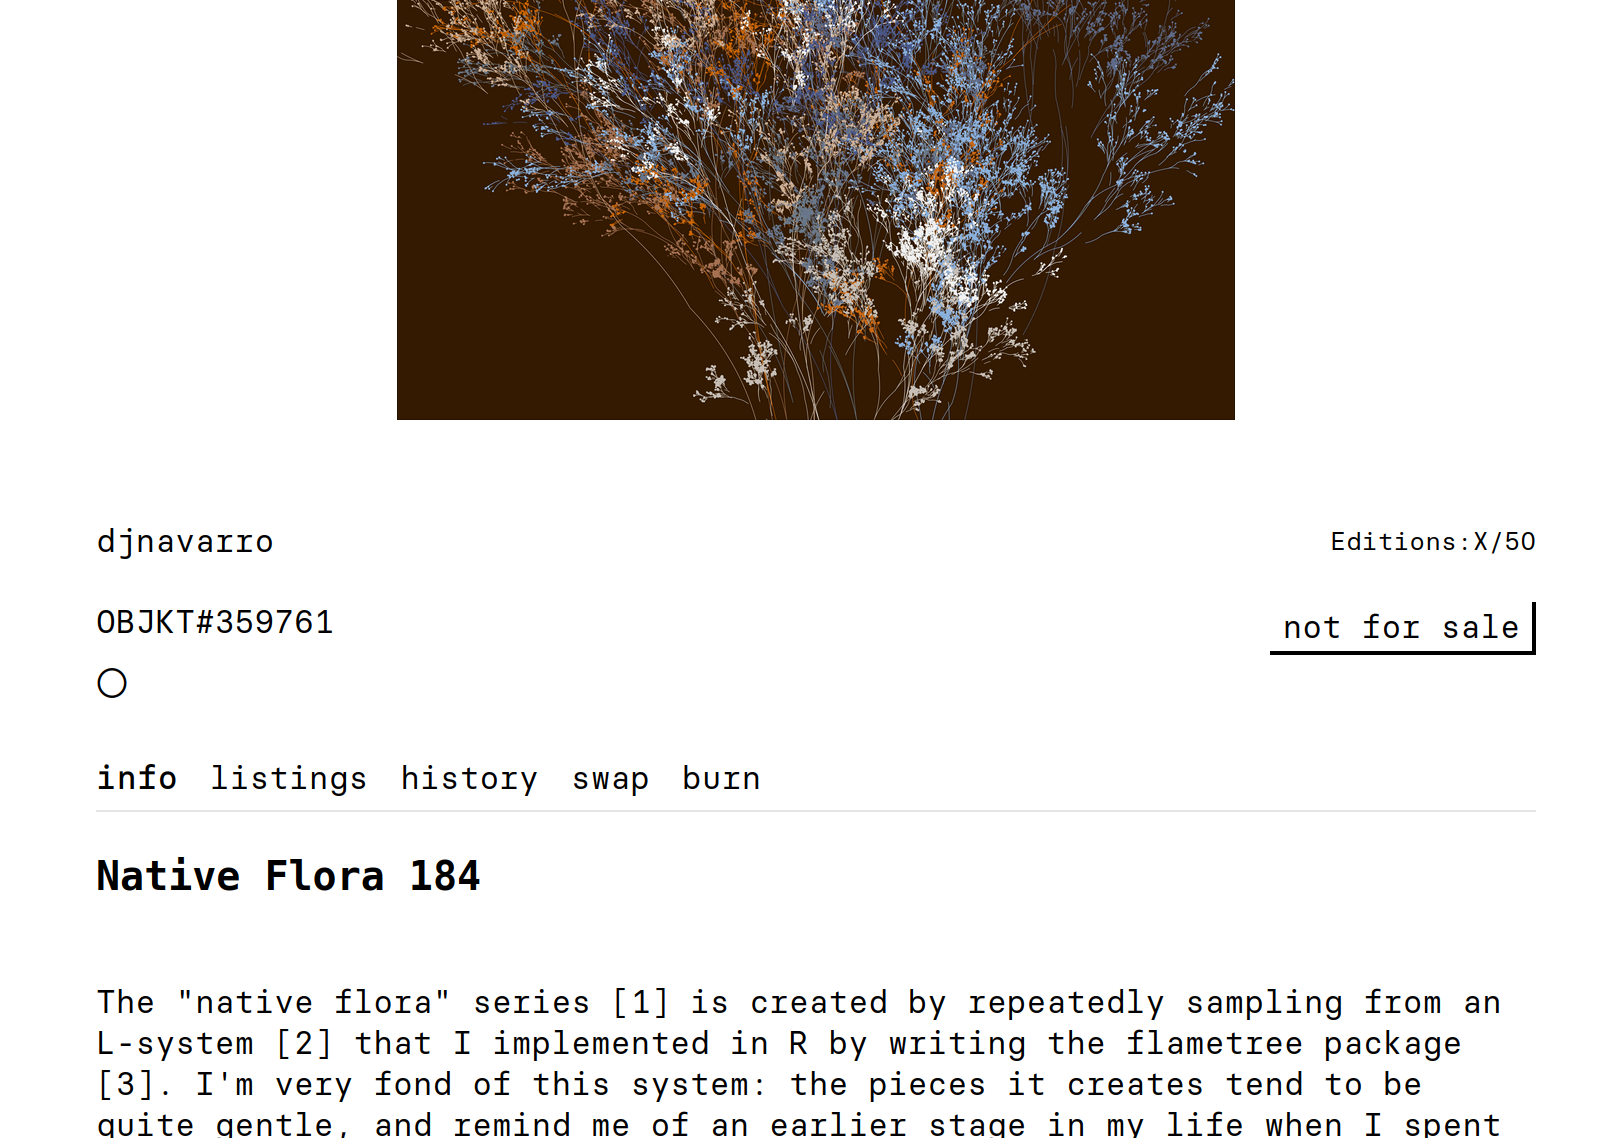 djnavarro
Editions:X/50
OBJKT#359761
not for sale
info listings history swap burn
Native Flora 184
The "native flora" series [1] is created by repeatedly sampling from an
L-system [2] that I implemented in R by writing the flametree package
[3]. I'm very fond of this system: the pieces it creates tend to be
quite gentle, and remind me of an earlier stage in my life when I spent